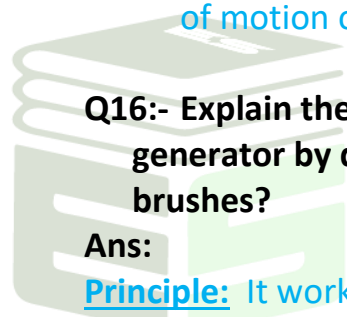 of motion
Q16:- Explain the
generator by
brushes?
Ans:
Principle: It work